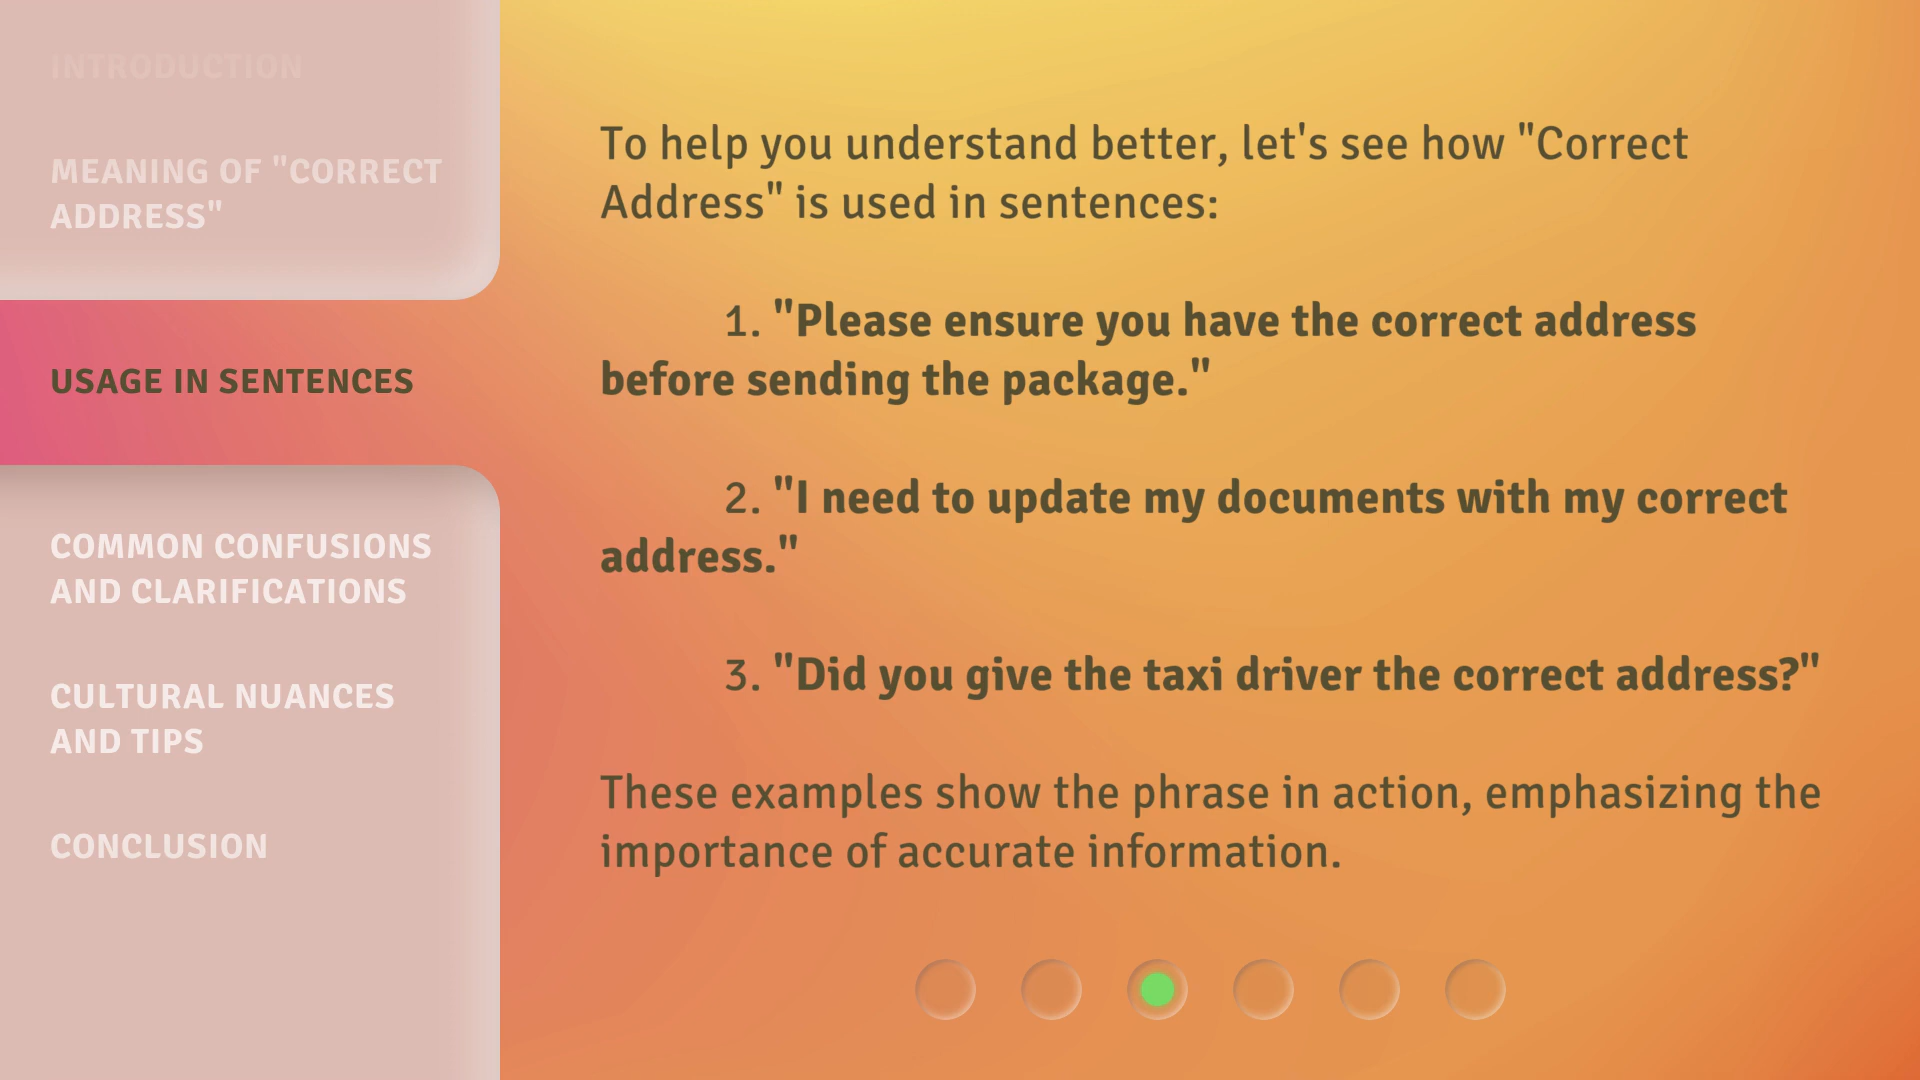 INTRODUCTION
MEANING OF "CORRECT
ADDRESS"
USAGE IN SENTENCES
COMMON CONFUSIONS
AND CLARIFICATIONS
CULTURAL NUANCES
AND TIPS
CONCLUSION
To help you understand better, let's see how "Correct
Address" is used in sentences:
1. "Please ensure you have the correct address
before sending the package."
2. "I need to update my documents with my correct
address."
3. "Did you give the taxi driver the correct address?"
These examples show the phrase in action, emphasizing the
importance of accurate information.